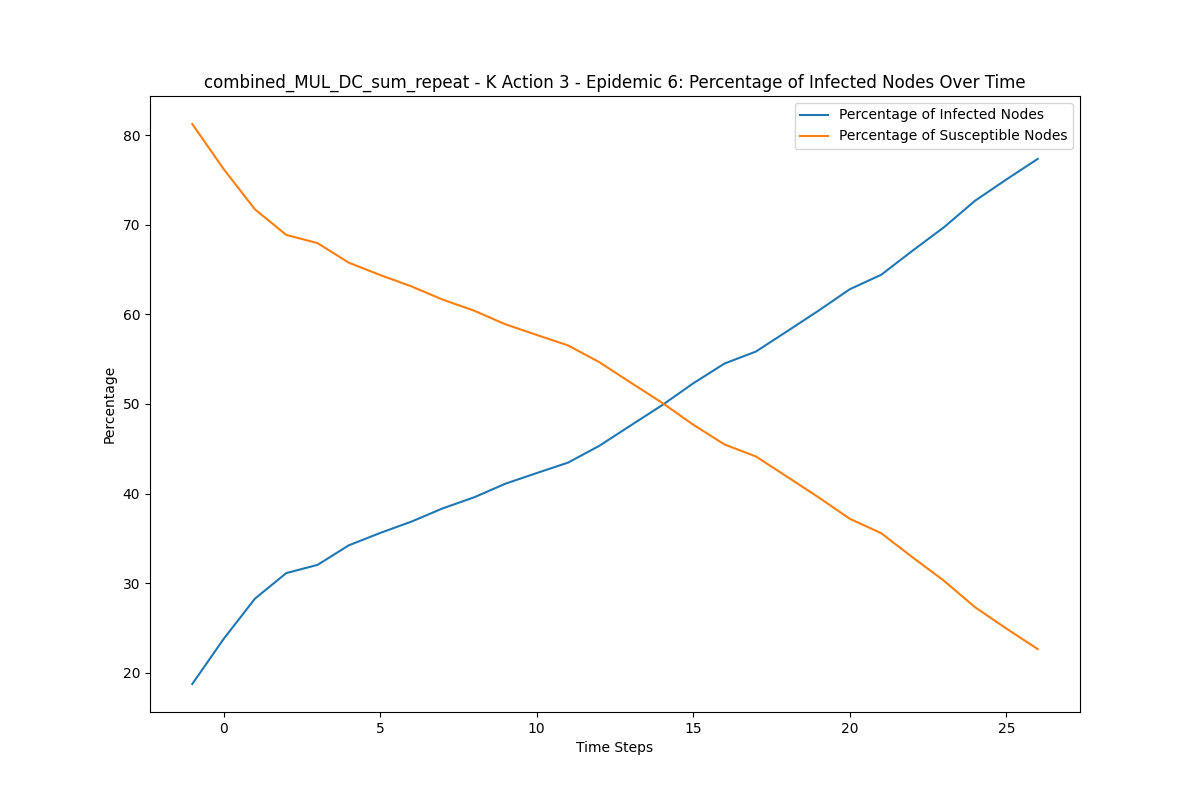 combined_MUL_DC_sum_repeat - K Action 3 - Epidemic 6: Percentage of Infected Nodes Over Time
Percentage of Infected Nodes
Percentage of Susceptible Nodes
80
70
60
50
40
30
20
Percentage
0 5 10 15 20 25
Time Steps